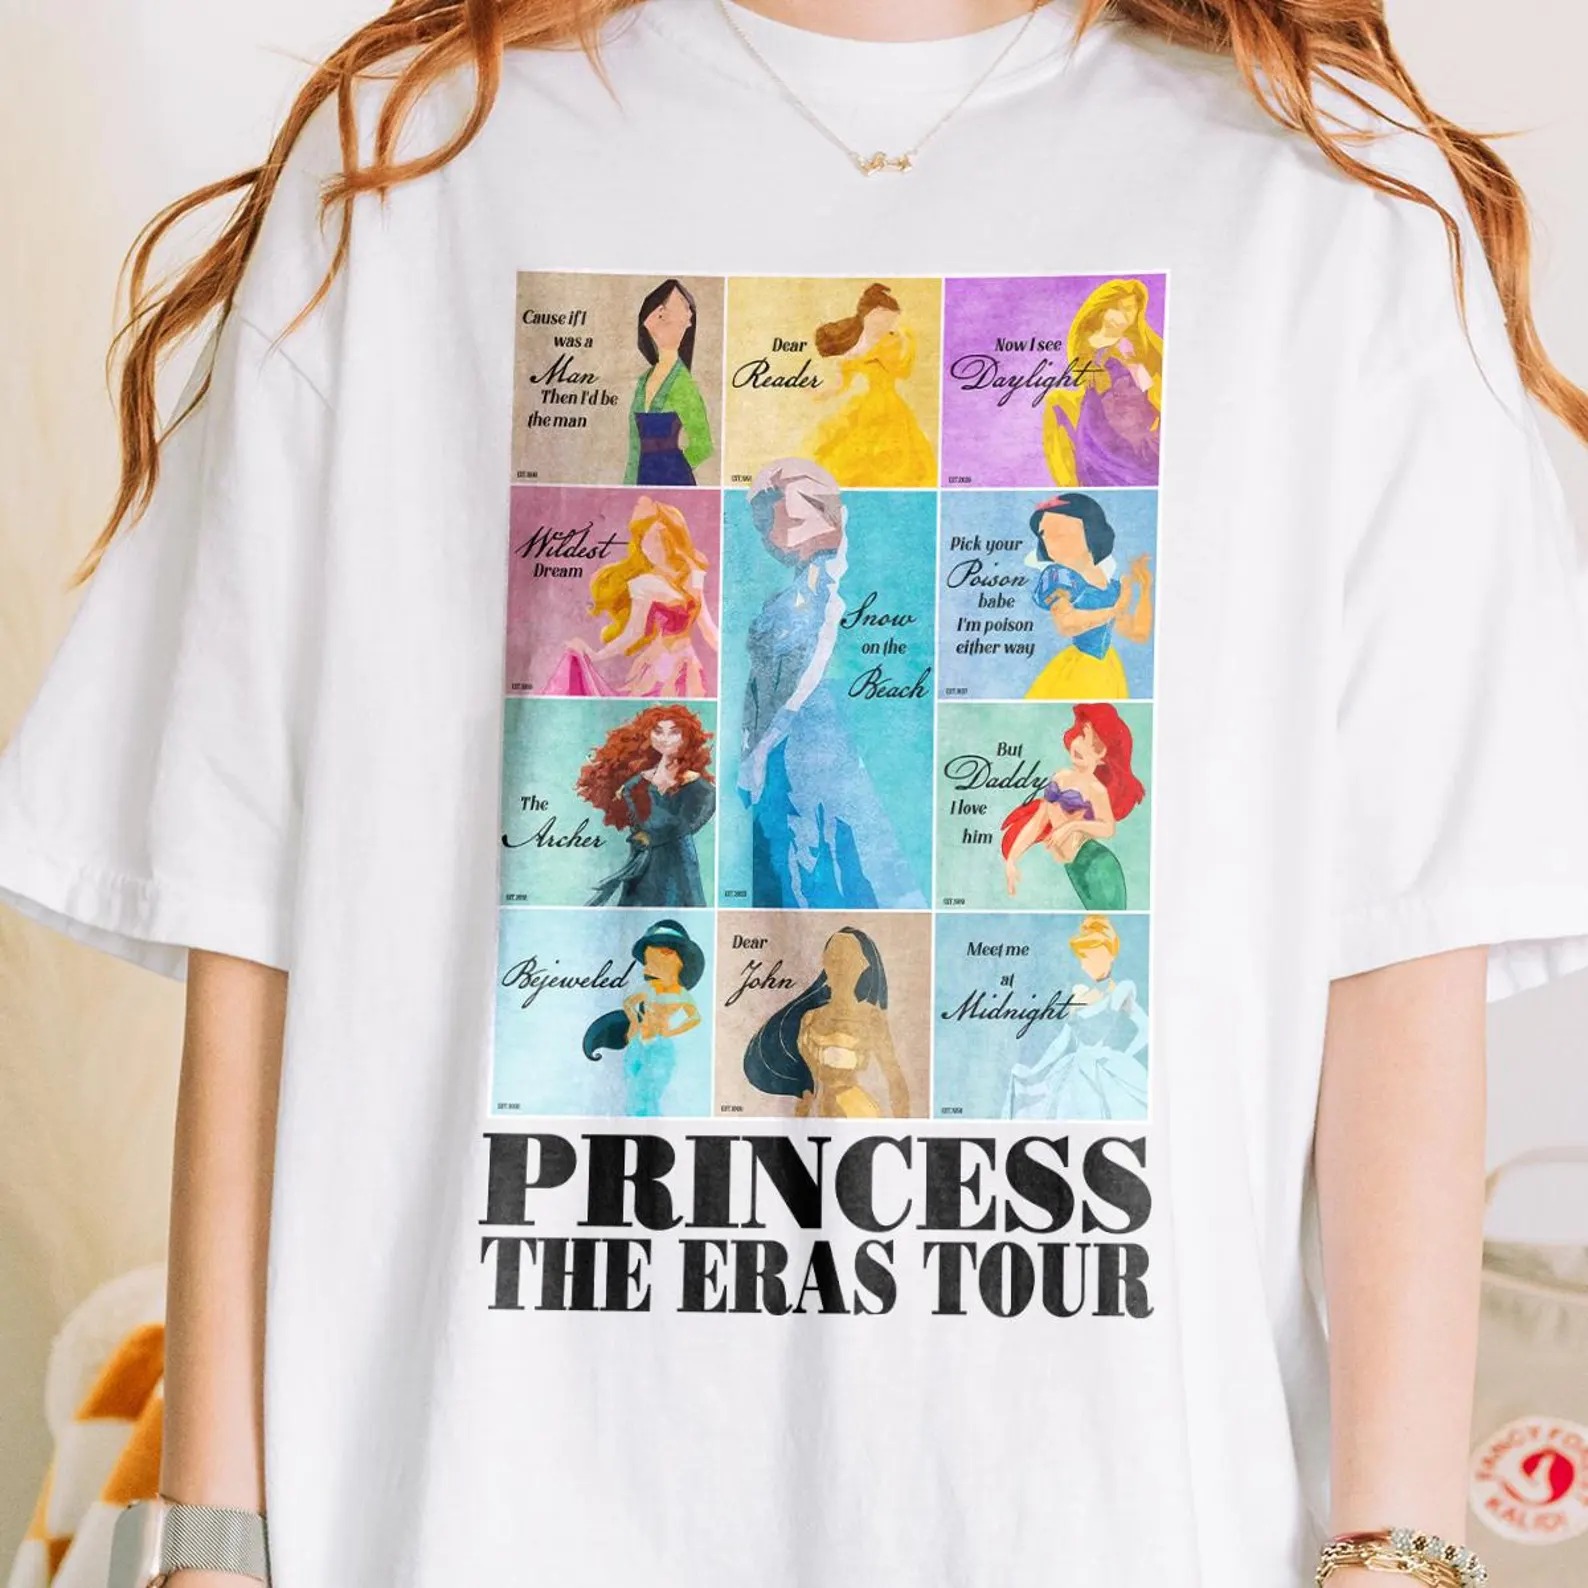 Cause if I
was a
Man
Then I'd be
the man
Dear
Reader
Now I see
Daylight
Wildest
Dream
Snow
on the
Beach
Pick your
Poison
babe
I'm poison
either way
The
Archer
But
Daddy
I love
him
Bejeweled
Dear
John
Meet me
at
Midnight
PRINCESS
THE ERAS TOUR